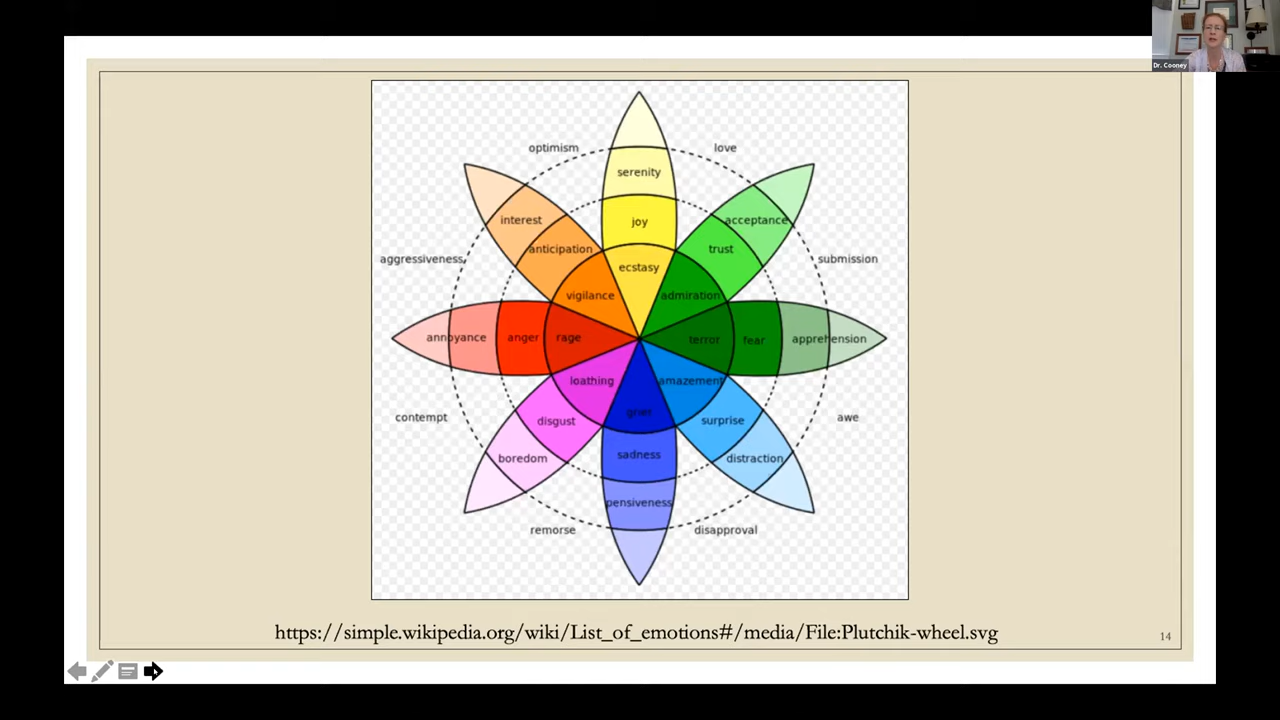 Dr. Cooney
optimism
love
serenity
interest
acceptance
joy
anticipation
trust
aggressiveness
submission
ecstasy
vigilance
admiration
annoyance
anger
rage
terror
fear
apprehension
loathing
amazement
grief
contempt
awe
disgust
surprise
sadness
boredom
distraction
pensiveness
remorse
disapproval
https://simple.wikipedia.org/wiki/List_of_emotions#/media/File:Plutchik-wheel.svg
14